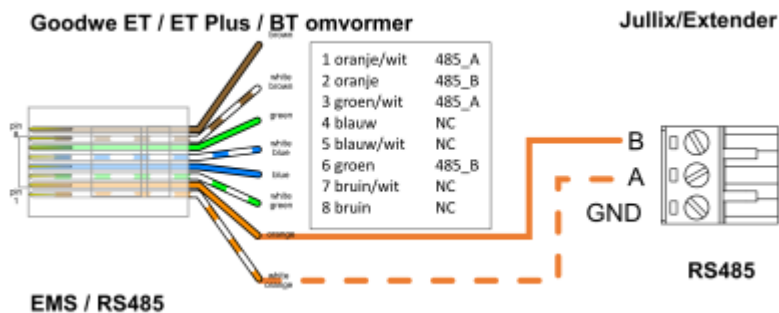 Goodwe ET / ET Plus / BT omvormer
Jullix/Extender
brown
white
brown
green
white
blue
blue
white
green
orange
white
orange
pin
8
pin
1
1 oranje/wit 485_A
2 oranje 485_B
3 groen/wit 485_A
4 blauw NC
5 blauw/wit NC
6 groen 485_B
7 bruin/wit NC
8 bruin NC
B
A
GND
RS485
EMS / RS485